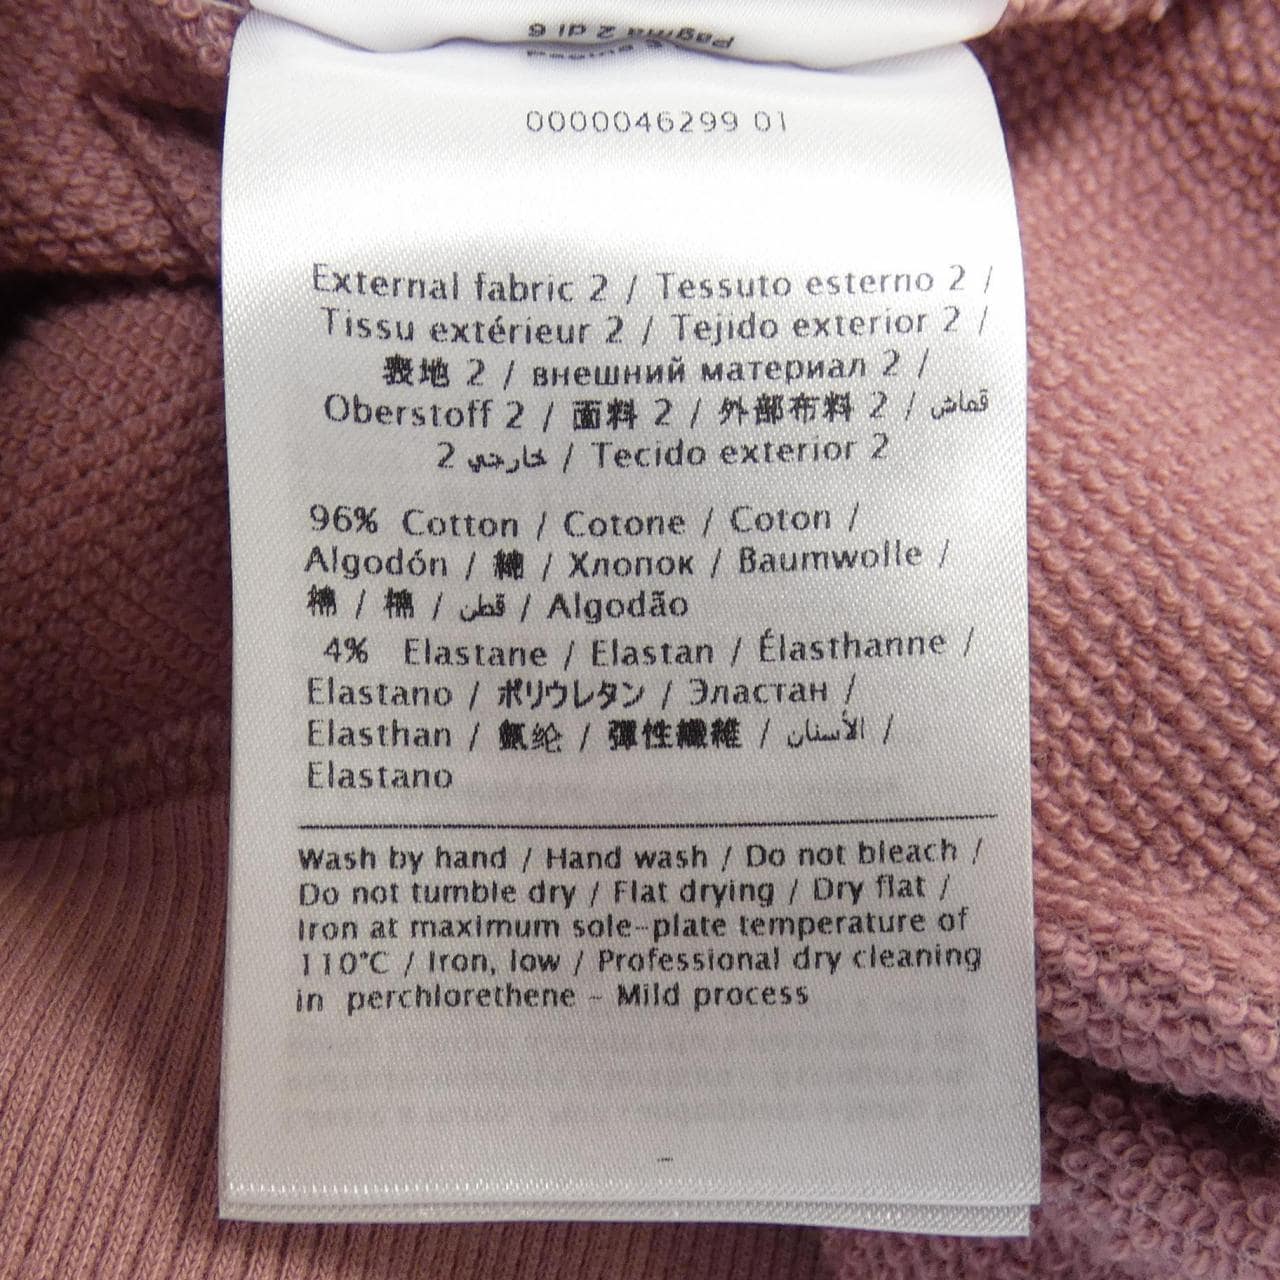 Pagina 2 di 6
0000046299 01
External fabric 2 / Tessuto esterno 2 /
Tissu extérieur 2 / Tejido exterior 2 /
表地 2 / внешний материал 2 /
Oberstoff 2 / 面料 2 / 外部布料 2 / قماش
خارجي 2 / Tecido exterior 2
96% Cotton / Cotone / Coton /
Algodón / 綿 / Хлопок / Baumwolle /
棉 / 棉 / قطن / Algodão
4% Elastane / Elastan / Élasthanne /
Elastano / ポリウレタン / Эластан /
Elasthan / 氨纶 / 彈性纖維 / الأستان /
Elastano
Wash by hand / Hand wash / Do not bleach /
Do not tumble dry / Flat drying / Dry flat /
Iron at maximum sole-plate temperature of
110°C / Iron, low / Professional dry cleaning
in perchlorethene - Mild process